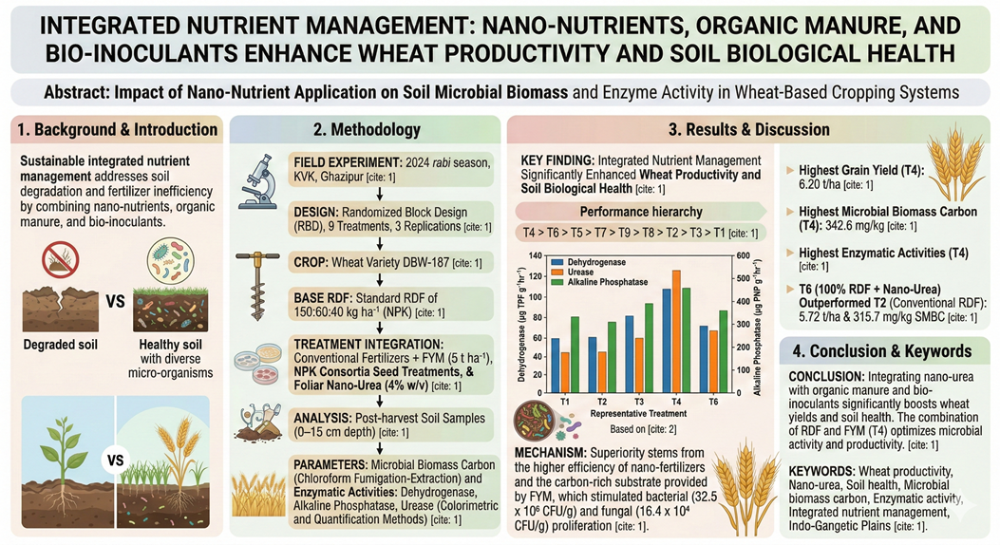 INTEGRATED NUTRIENT MANAGEMENT: NANO-NUTRIENTS, ORGANIC MANURE, AND
BIO-INOCULANTS ENHANCE WHEAT PRODUCTIVITY AND SOIL BIOLOGICAL HEALTH
Abstract: Impact of Nano-Nutrient Application on Soil Microbial Biomass and Enzyme Activity in Wheat-Based Cropping Systems
1. Background & Introduction
Sustainable integrated nutrient
management addresses soil
degradation and fertilizer inefficiency
by combining nano-nutrients, organic
manure, and bio-inoculants.
VS
Degraded soil
Healthy soil
with diverse
micro-organisms
VS
2. Methodology
FIELD EXPERIMENT: 2024 rabi season,
KVK, Ghazipur [cite: 1]
DESIGN: Randomized Block Design
(RBD), 9 Treatments, 3 Replications [cite: 1]
CROP: Wheat Variety DBW-187 [cite: 1]
BASE RDF: Standard RDF of
150:60:40 kg ha⁻¹ (NPK) [cite: 1]
TREATMENT INTEGRATION:
Conventional Fertilizers + FYM (5 t ha⁻¹),
NPK Consortia Seed Treatments, &
Foliar Nano-Urea (4% w/v) [cite: 1]
ANALYSIS: Post-harvest Soil Samples
(0–15 cm depth) [cite: 1]
PARAMETERS: Microbial Biomass Carbon
(Chloroform Fumigation-Extraction) and
Enzymatic Activities: Dehydrogenase,
Alkaline Phosphatase, Urease (Colorimetric
and Quantification Methods) [cite: 1]
3. Results & Discussion
KEY FINDING: Integrated Nutrient Management
Significantly Enhanced Wheat Productivity and
Soil Biological Health [cite: 1]
Performance hierarchy
T4 > T6 > T5 > T7 > T9 > T8 > T2 > T3 > T1 [cite: 1]
Dehydrogenase (µg TPF g⁻¹hr⁻¹)
140
120
100
80
60
40
20
0
Dehydrogenase
Urease
Alkaline Phosphatase
600
500
400
300
200
100
0
Alkaline Phosphatase (µg PNP g⁻¹hr⁻¹)
T1 T2 T3 T4 T6
Representative Treatment
Based on [cite: 2]
MECHANISM: Superiority stems from
the higher efficiency of nano-fertilizers
and the carbon-rich substrate provided
by FYM, which stimulated bacterial (32.5
x 10⁶ CFU/g) and fungal (16.4 x 10⁴
CFU/g) proliferation [cite: 1].
Highest Grain Yield (T4):
6.20 t/ha [cite: 1]
Highest Microbial Biomass Carbon
(T4): 342.6 mg/kg [cite: 1]
Highest Enzymatic Activities (T4)
[cite: 1]
T6 (100% RDF + Nano-Urea)
Outperformed T2 (Conventional RDF):
5.72 t/ha & 315.7 mg/kg SMBC [cite: 1]
4. Conclusion & Keywords
CONCLUSION: Integrating nano-urea
with organic manure and bio-
inoculants significantly boosts wheat
yields and soil health. The combination
of RDF and FYM (T4) optimizes microbial
activity and productivity. [cite: 1]
KEYWORDS: Wheat productivity,
Nano-urea, Soil health, Microbial
biomass carbon, Enzymatic activity,
Integrated nutrient management,
Indo-Gangetic Plains [cite: 1].